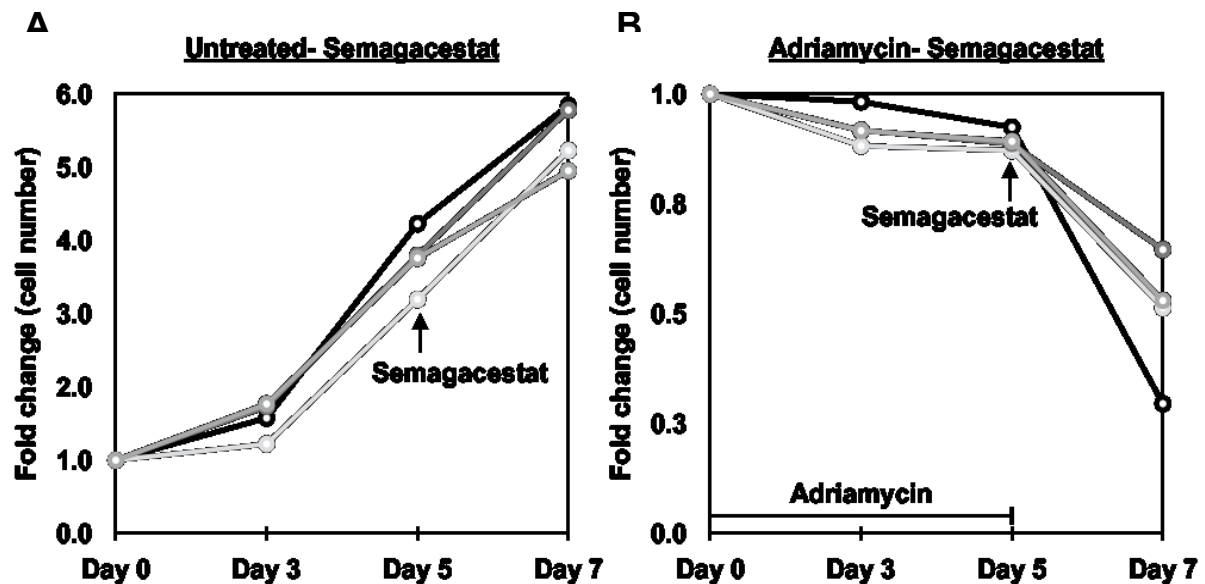 A
Untreated- Semagacestat
6.0
5.0
4.0
3.0
2.0
1.0
0.0
Fold change (cell number)
Semagacestat
Day 0 Day 3 Day 5 Day 7
B
Adriamycin- Semagacestat
1.0
0.8
0.5
0.3
0.0
Fold change (cell number)
Semagacestat
Adriamycin
Day 0 Day 3 Day 5 Day 7